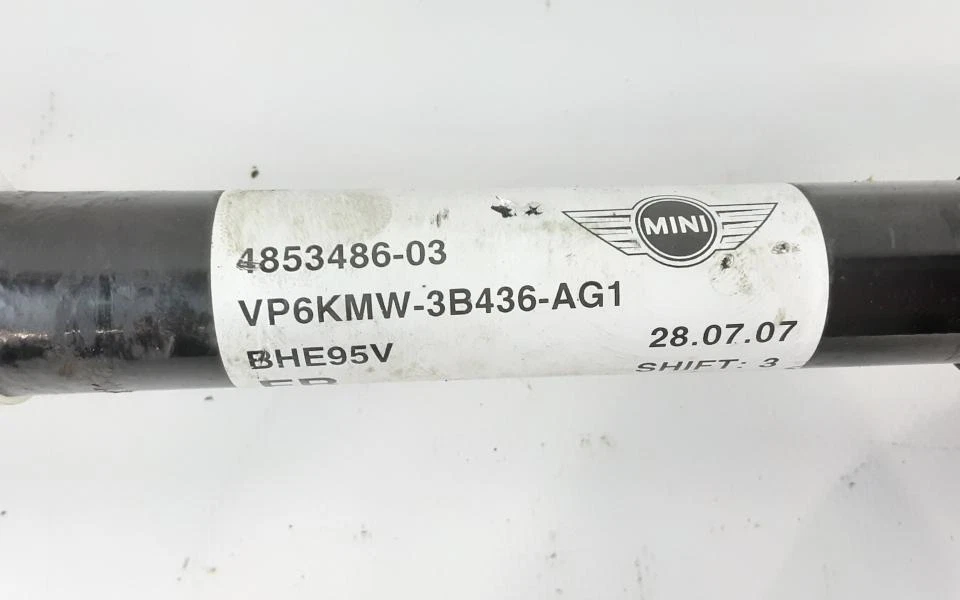 MINI
4853486-03
VP6KMW-3B436-AG1
BHE95V
28.07.07
SHIFT: 3